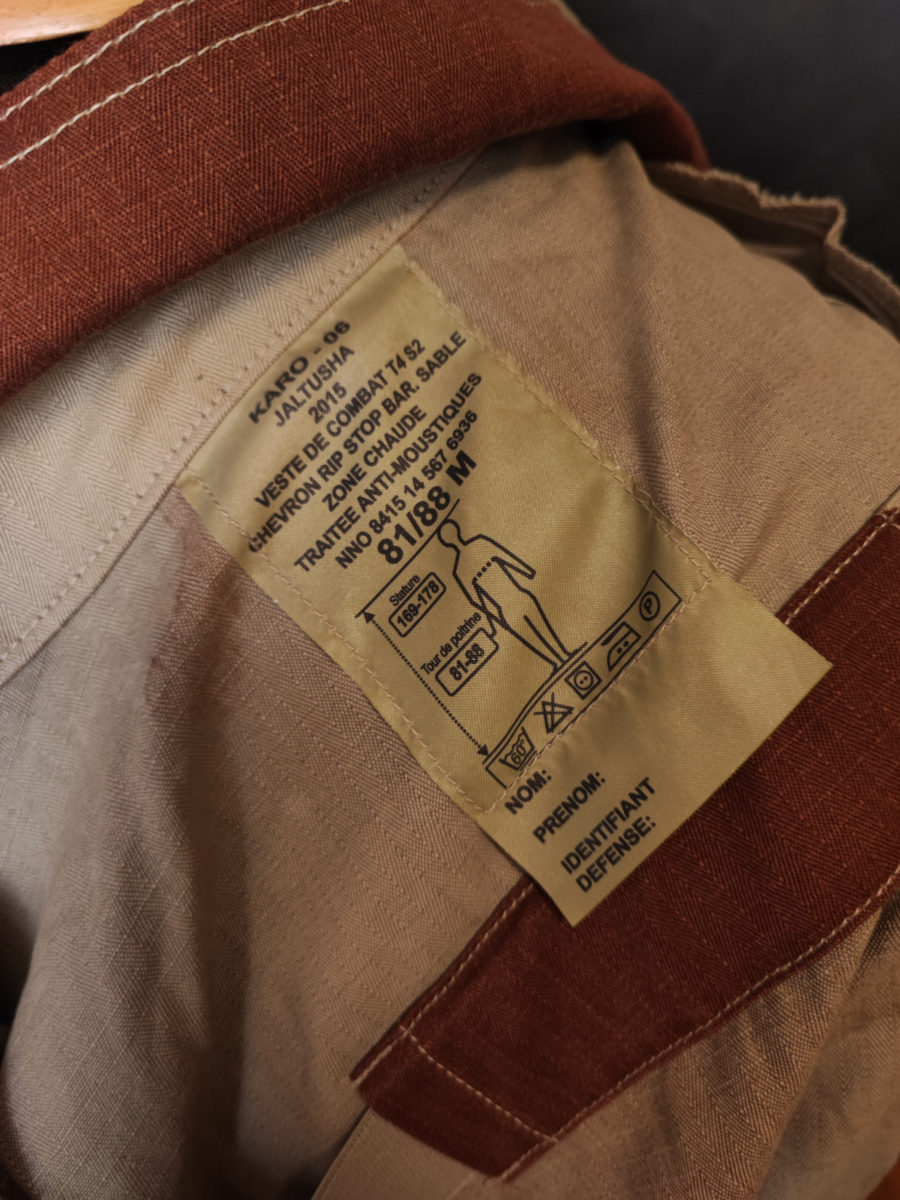 KARO - 06
JALTUSHA
2015
VESTE DE COMBAT T4 S2
CHEVRON RIP STOP BAR. SABLE
ZONE CHAUDE
TRAITEE ANTI-MOUSTIQUES
NNO 8415 14 567 6936
81/88 M
Stature
169-178
Tour de poitrine
81-88
60°
P
NOM:
PRENOM:
IDENTIFIANT
DEFENSE: